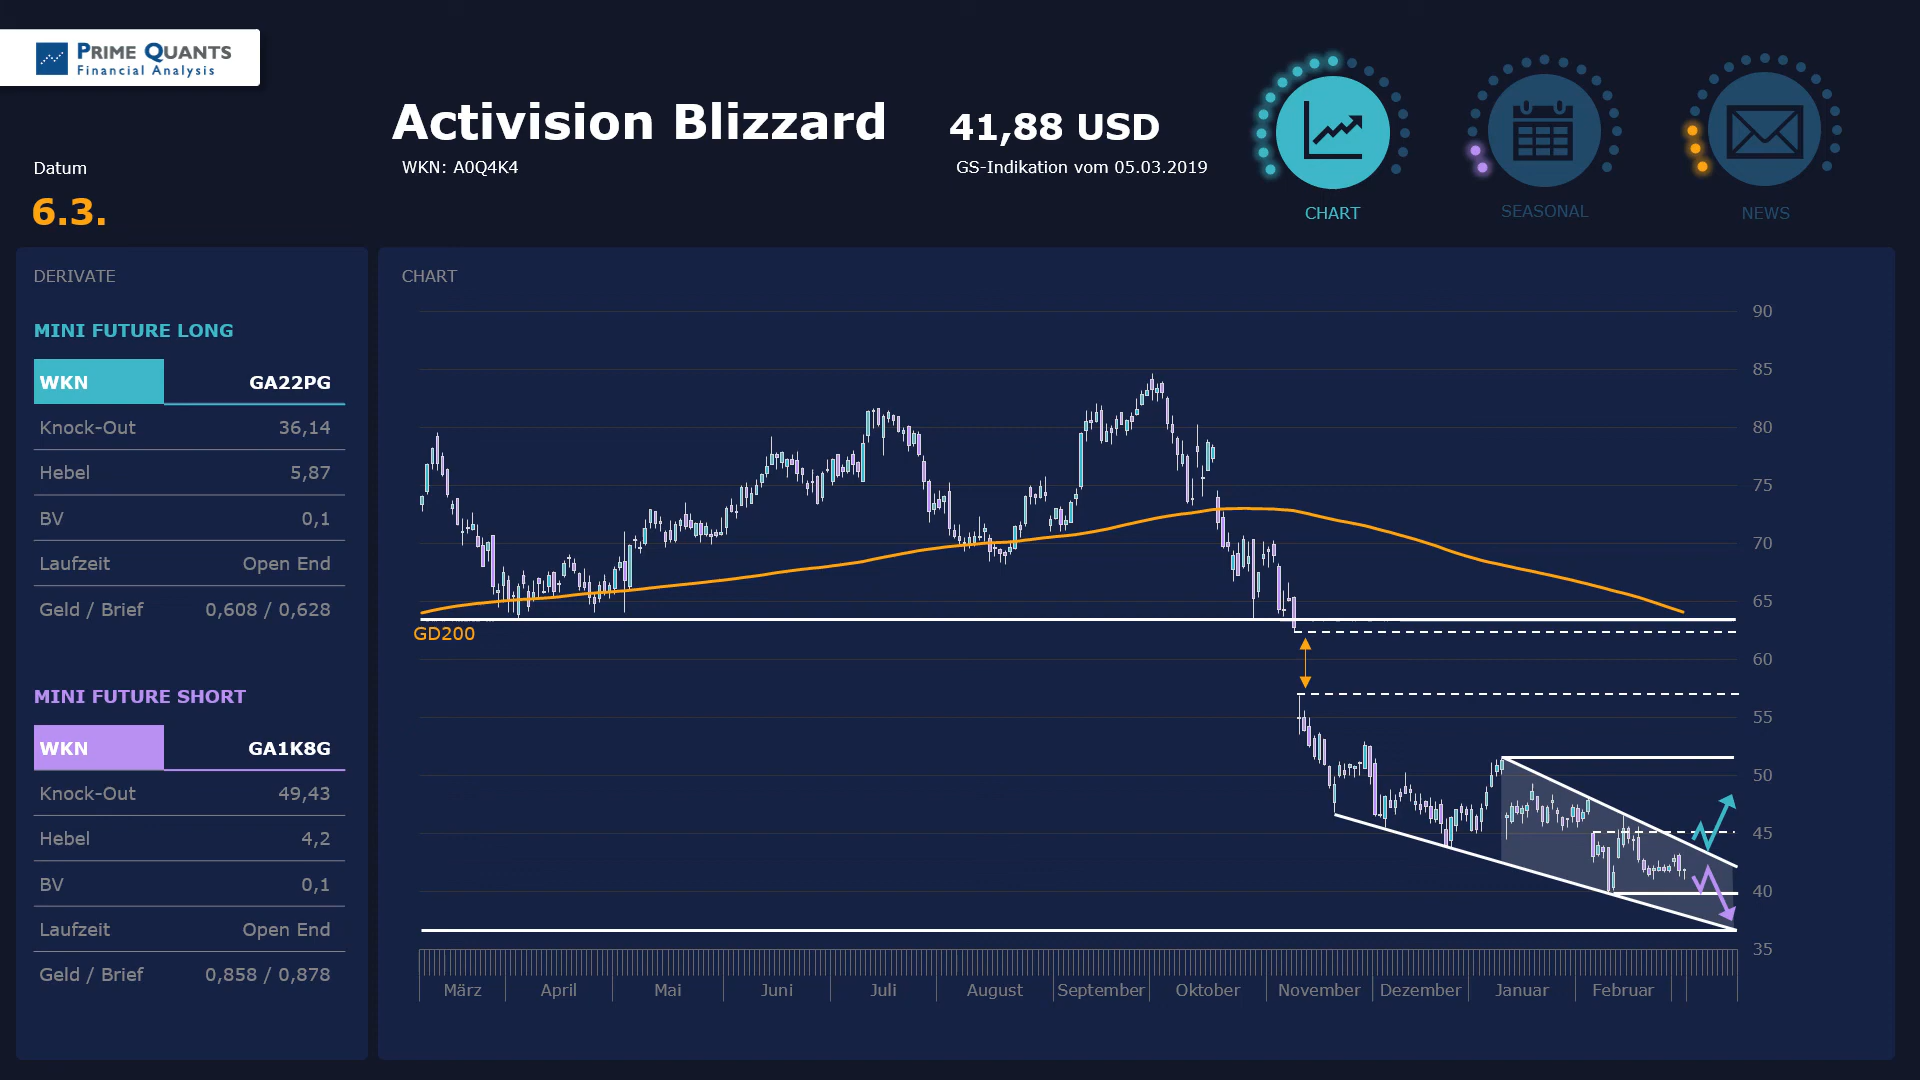 PRIME QUANTS
Financial Analysis
Activision Blizzard
41,88 USD
WKN: A0Q4K4
GS-Indikation vom 05.03.2019
CHART
SEASONAL
NEWS
Datum
6.3.
DERIVATE
MINI FUTURE LONG
WKN GA22PG
Knock-Out 36,14
Hebel 5,87
BV 0,1
Laufzeit Open End
Geld / Brief 0,608 / 0,628
MINI FUTURE SHORT
WKN GA1K8G
Knock-Out 49,43
Hebel 4,2
BV 0,1
Laufzeit Open End
Geld / Brief 0,858 / 0,878
CHART
90
85
80
75
70
65
60
55
50
45
40
35
GD200
März April Mai Juni Juli August September Oktober November Dezember Januar Februar